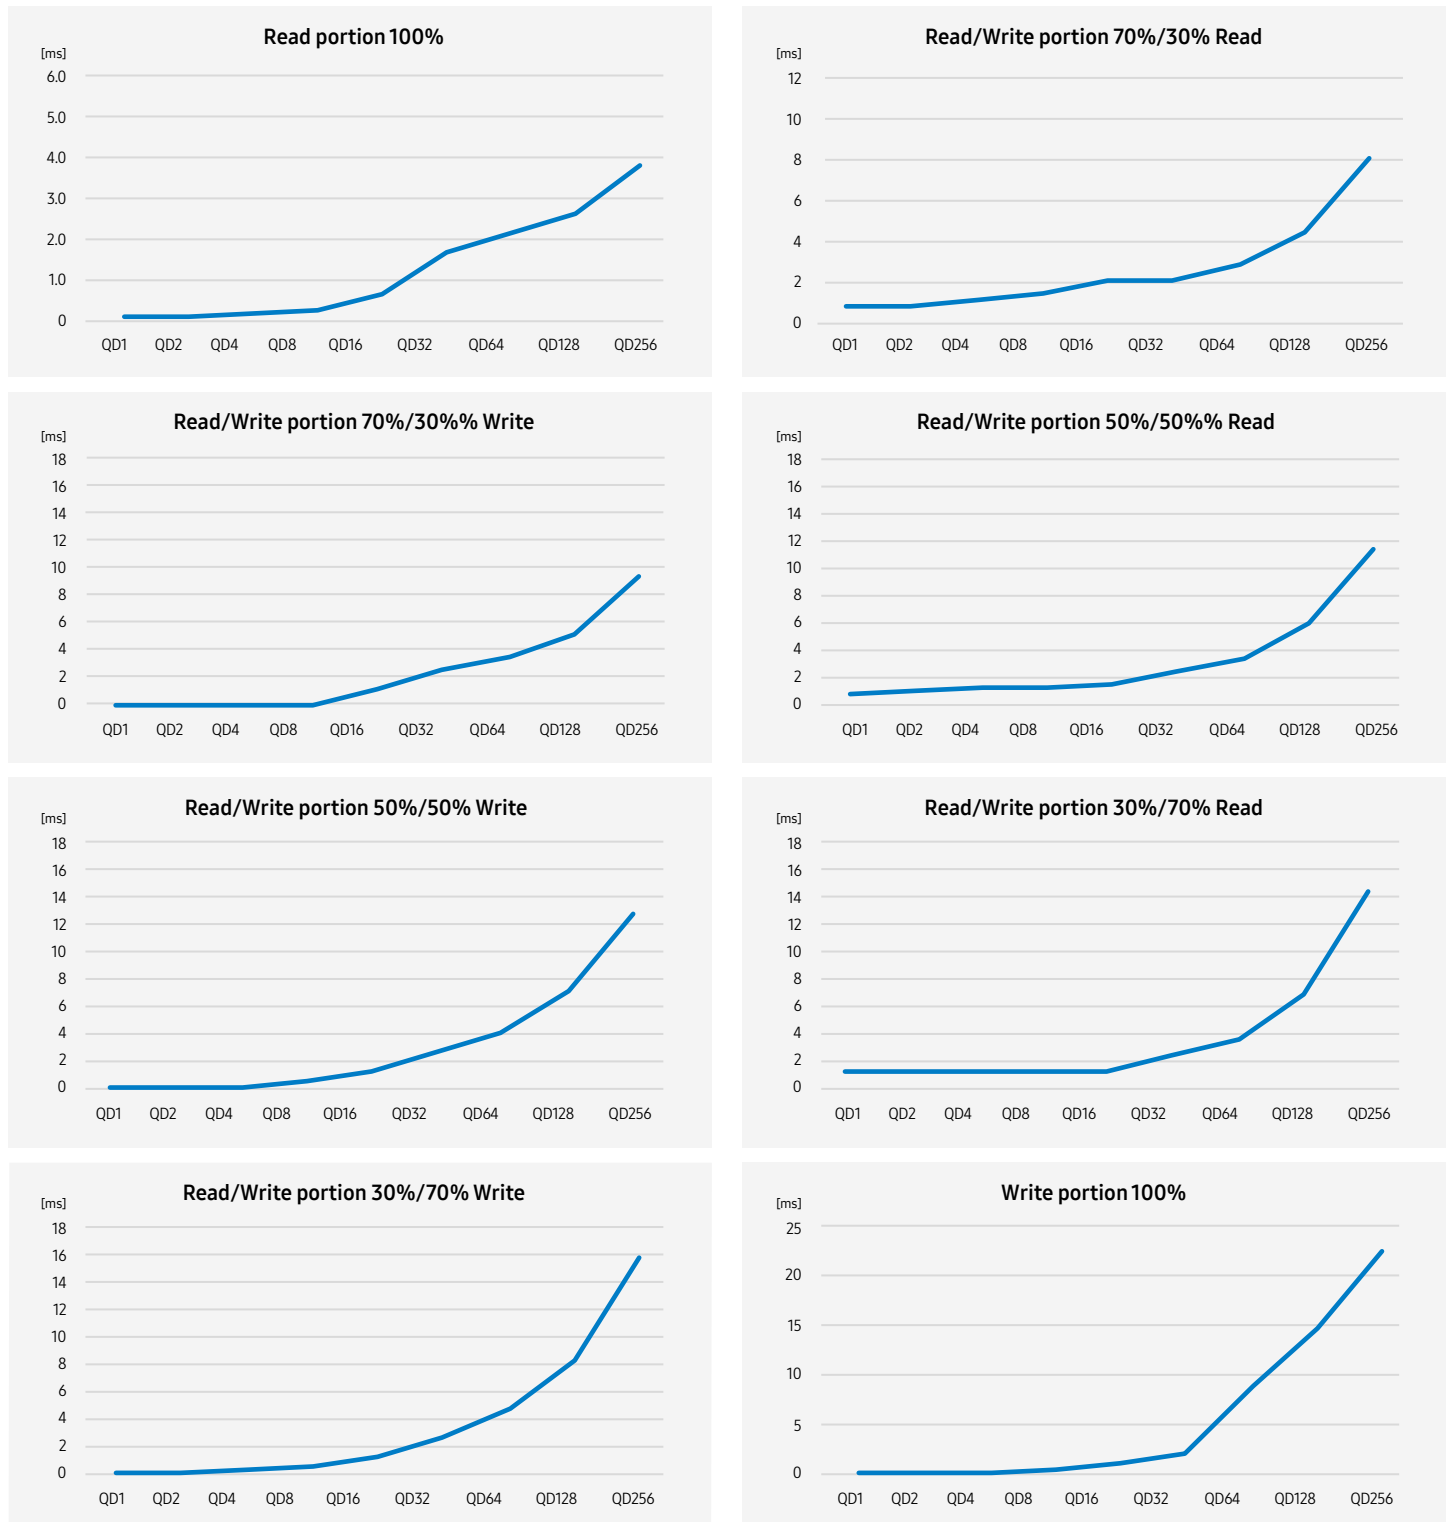 Read portion 100%
[ms]
6.0
5.0
4.0
3.0
2.0
1.0
0
QD1 QD2 QD4 QD8 QD16 QD32 QD64 QD128 QD256
Read/Write portion 70%/30% Read
[ms]
12
10
8
6
4
2
0
QD1 QD2 QD4 QD8 QD16 QD32 QD64 QD128 QD256
Read/Write portion 70%/30%% Write
[ms]
18
16
14
12
10
8
6
4
2
0
QD1 QD2 QD4 QD8 QD16 QD32 QD64 QD128 QD256
Read/Write portion 50%/50%% Read
[ms]
18
16
14
12
10
8
6
4
2
0
QD1 QD2 QD4 QD8 QD16 QD32 QD64 QD128 QD256
Read/Write portion 50%/50% Write
[ms]
18
16
14
12
10
8
6
4
2
0
QD1 QD2 QD4 QD8 QD16 QD32 QD64 QD128 QD256
Read/Write portion 30%/70% Read
[ms]
18
16
14
12
10
8
6
4
2
0
QD1 QD2 QD4 QD8 QD16 QD32 QD64 QD128 QD256
Read/Write portion 30%/70% Write
[ms]
18
16
14
12
10
8
6
4
2
0
QD1 QD2 QD4 QD8 QD16 QD32 QD64 QD128 QD256
Write portion 100%
[ms]
25
20
15
10
5
0
QD1 QD2 QD4 QD8 QD16 QD32 QD64 QD128 QD256